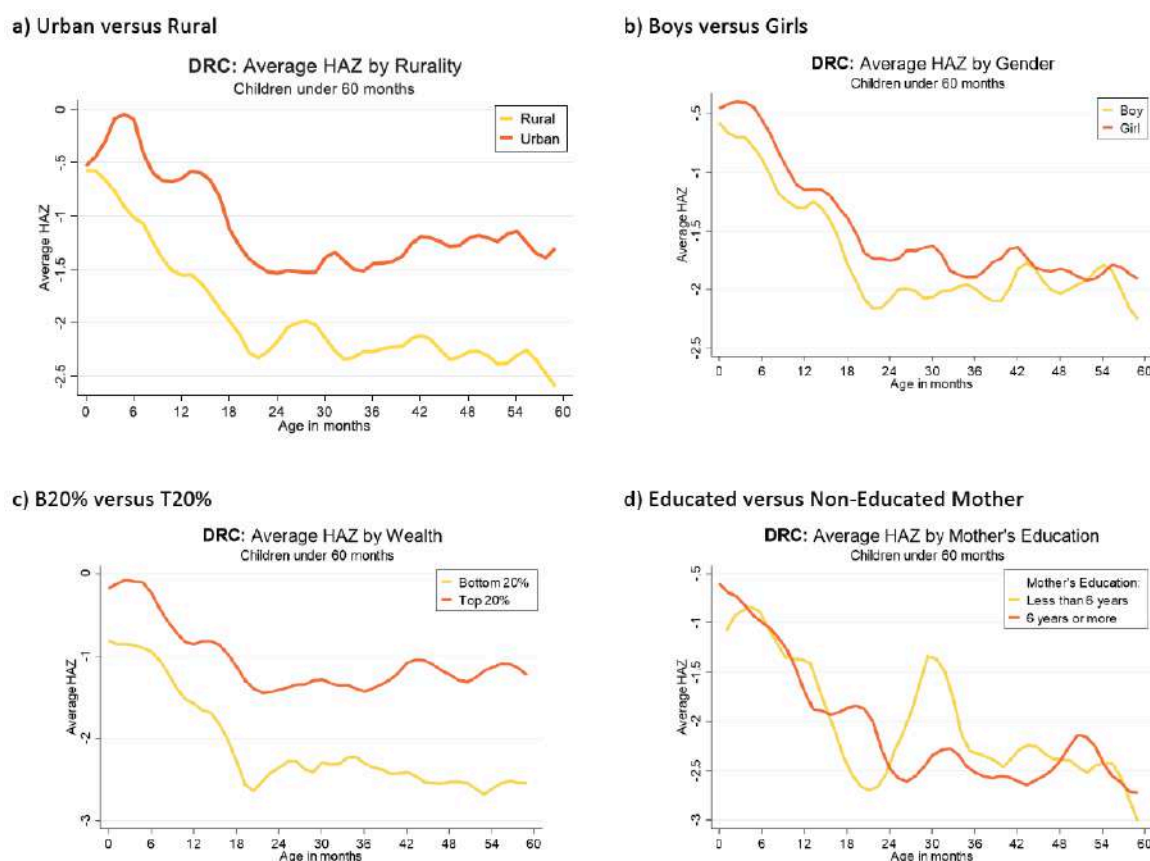 a) Urban versus Rural
DRC: Average HAZ by Rurality
Children under 60 months
Rural
Urban
Average HAZ
0
-.5
-1
-1.5
-2
-2.5
0 6 12 18 24 30 36 42 48 54 60
Age in months
b) Boys versus Girls
DRC: Average HAZ by Gender
Children under 60 months
Boy
Girl
Average HAZ
-.5
-1
-1.5
-2
-2.5
0 6 12 18 24 30 36 42 48 54 60
Age in months
c) B20% versus T20%
DRC: Average HAZ by Wealth
Children under 60 months
Bottom 20%
Top 20%
Average HAZ
0
-1
-2
-3
0 6 12 18 24 30 36 42 48 54 60
Age in months
d) Educated versus Non-Educated Mother
DRC: Average HAZ by Mother's Education
Children under 60 months
Mother's Education:
Less than 6 years
6 years or more
Average HAZ
-.5
-1
-1.5
-2
-2.5
-3
0 6 12 18 24 30 36 42 48 54 60
Age in months